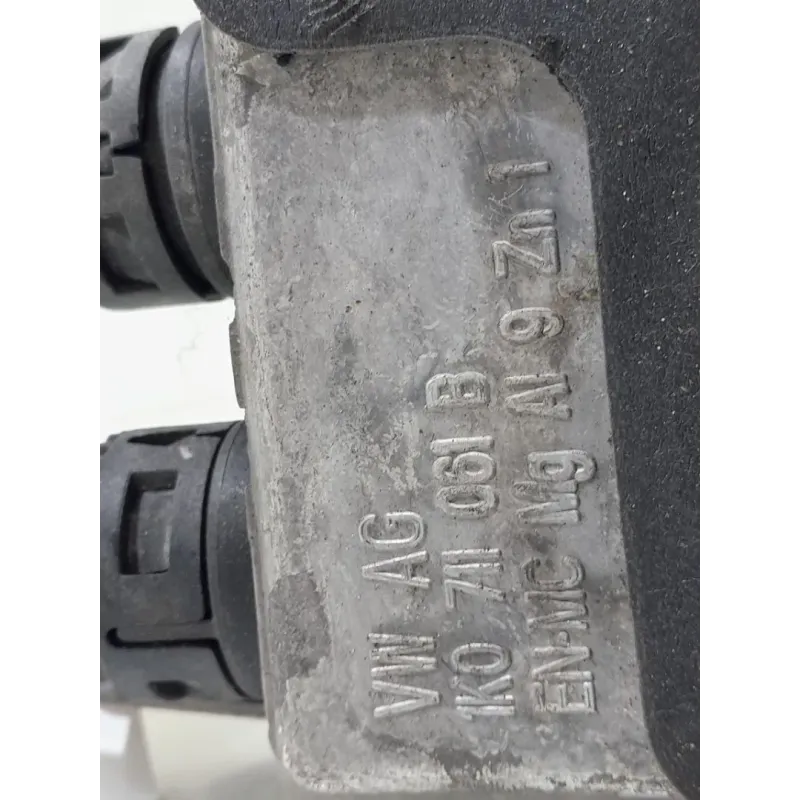 VW AG
1K0 711 061 B
EN-MC Mg Al 9 Zn 1